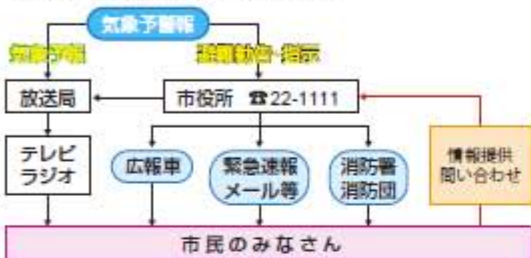 気象予警報
気象予報
避難勧告・指示
放送局
市役所 ☎22-1111
テレビ
ラジオ
広報車
緊急速報
メール等
消防署
消防団
情報提供
問い合わせ
市民のみなさん